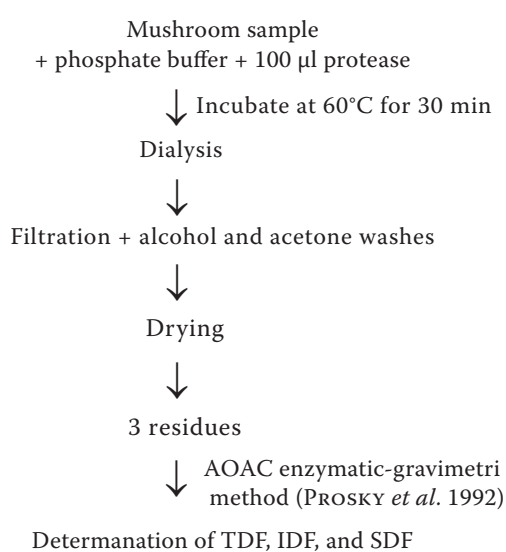 Mushroom sample
+ phosphate buffer + 100 µl protease
Incubate at 60°C for 30 min
Dialysis
Filtration + alcohol and acetone washes
Drying
3 residues
AOAC enzymatic-gravimetri
method (PROSKY et al. 1992)
Determanation of TDF, IDF, and SDF